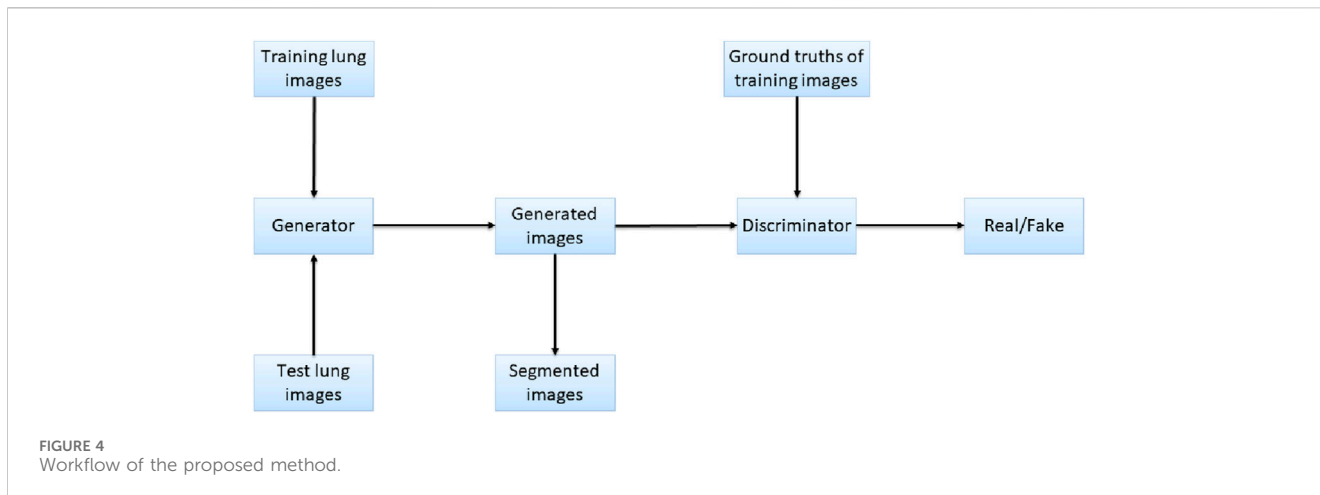 Training lung
images
Ground truths of
training images
Generator
Generated
images
Discriminator
Real/Fake
Test lung
images
Segmented
images
FIGURE 4
Workflow of the proposed method.